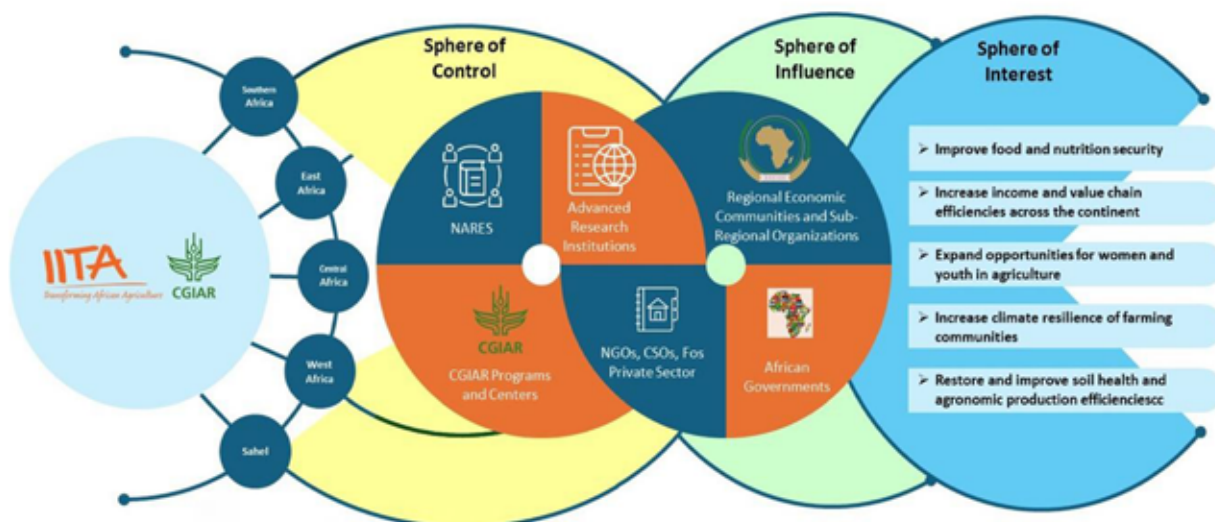 IITA
Transforming African Agriculture
CGIAR
Southern
Africa
East
Africa
Central
Africa
West
Africa
Sahel
Sphere of
Control
NARES
Advanced
Research
Institutions
CGIAR
CGIAR Programs
and Centers
NGOs, CSOs, Fos
Private Sector
Sphere of
Influence
Regional Economic
Communities and Sub-
Regional Organizations
African
Governments
Sphere of
Interest
➢ Improve food and nutrition security
➢ Increase income and value chain
efficiencies across the continent
➢ Expand opportunities for women and
youth in agriculture
➢ Increase climate resilience of farming
communities
➢ Restore and improve soil health and
agronomic production efficienciescc